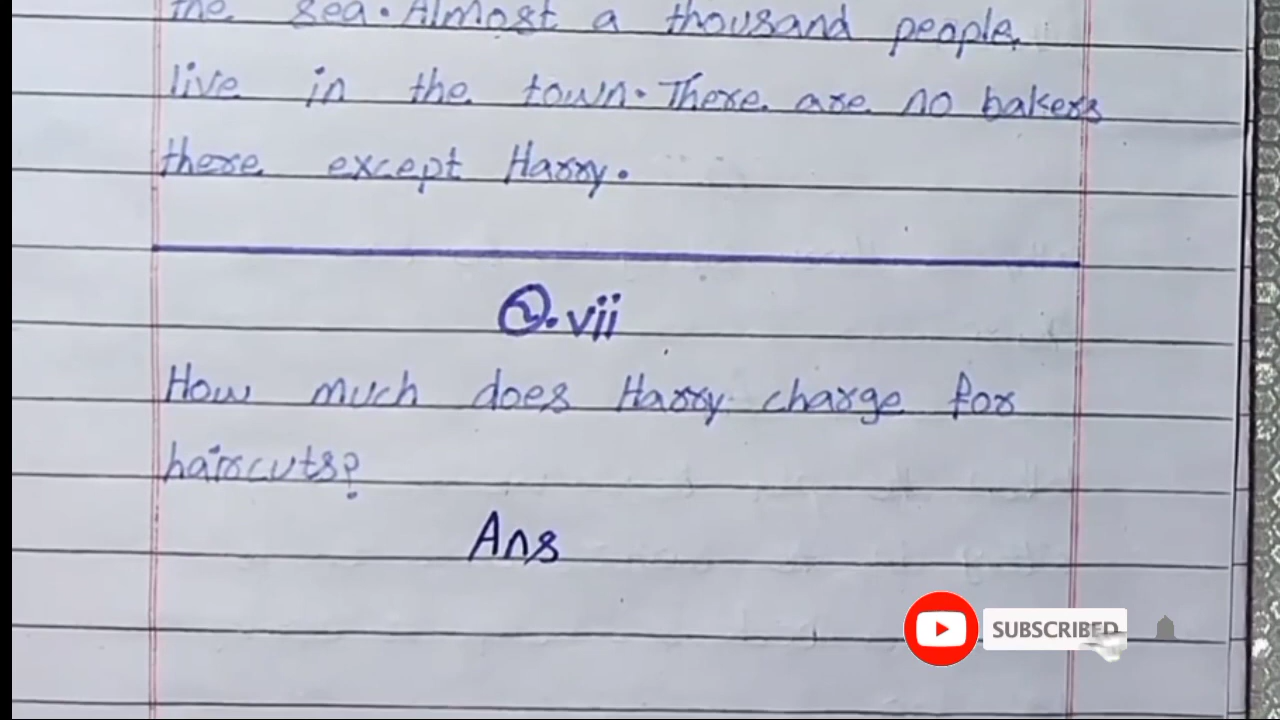 the sea. Almost a thousand people
live in the town. There are no bakers
there except Harry.
Q.vii
How much does Harry charge for
haircuts?
Ans
SUBSCRIBED